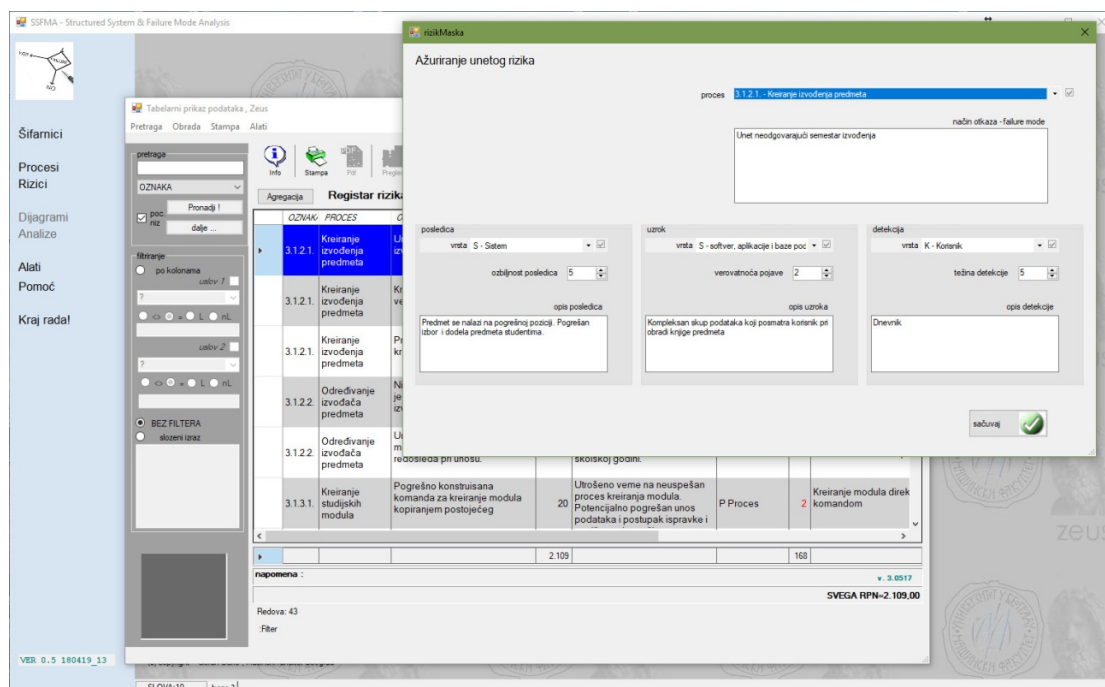 SSFMA - Structured System & Failure Mode Analysis
Šifarnici
Procesi
Rizici
Dijagrami
Analize
Alati
Pomoć
Kraj rada!
VER 0.5 180419_13
Tabelarni prikaz podataka , Zeus
Pretraga Obrada Stampa Alati
pretraga
OZNAKA
poc. niz
Pronadji !
dalje ...
filtriranje
po kolonama
uslov 1
?
<> = L nL
uslov 2
?
<> = L nL
BEZ FILTERA
slozeni izraz
Info Stampa Pdf
Agregacija Registar rizika
OZNAK PROCES
3.1.2.1. Kreiranje izvođenja predmeta
3.1.2.1. Kreiranje izvođenja predmeta
3.1.2.1. Kreiranje izvođenja predmeta
3.1.2.2. Određivanje izvođača predmeta
3.1.2.2. Određivanje izvođača predmeta
redosleda pri unosu. školskoj godini.
3.1.3.1. Kreiranje studijskih modula
Pogrešno konstruisana
komanda za kreiranje modula
kopiranjem postojećeg
20
Utrošeno veme na neuspešan
proces kreiranja modula.
Potencijalno pogrešan unos
podataka i postupak ispravke i
P Proces
2
Kreiranje modula direk
komandom
2.109 168
napomena :
v. 3.0517
SVEGA RPN=2.109,00
Redova: 43
:Filter
rizikMaska
Ažuriranje unetog rizika
proces 3.1.2.1. - Kreiranje izvođenja predmeta
način otkaza - failure mode
Unet neodgovarajući semestar izvođenja
posledica
vrsta S - Sistem
ozbiljnost posledica 5
opis posledica
Predmet se nalazi na pogrešnoj poziciji. Pogrešan
izbor i dodela predmeta studentima.
uzrok
vrsta S - softver, aplikacije i baze pod
verovatnoća pojave 2
opis uzroka
Kompleksan skup podataka koji posmatra korisnik pri
obradi knjige predmeta
detekcija
vrsta K - Korisnik
težina detekcije 5
opis detekcije
Dnevnik
sačuvaj
zeus